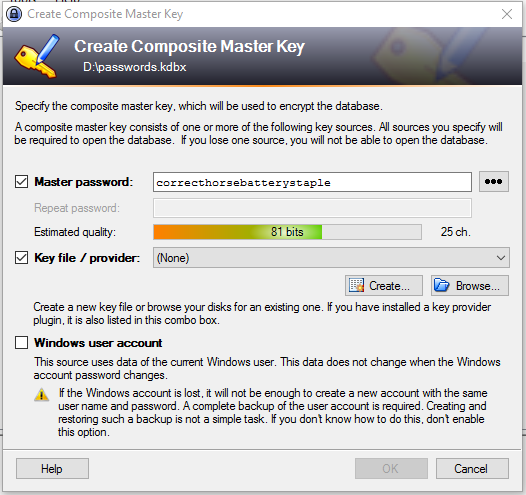 Create Composite Master Key
Create Composite Master Key
D:\passwords.kdbx
Specify the composite master key, which will be used to encrypt the database.
A composite master key consists of one or more of the following key sources. All sources you specify will
be required to open the database. If you lose one source, you will not be able to open the database.
Master password:
correcthorsebatterystaple
Repeat password:
Estimated quality:
81 bits
25 ch.
Key file / provider:
(None)
Create...
Browse...
Create a new key file or browse your disks for an existing one. If you have installed a key provider
plugin, it is also listed in this combo box.
Windows user account
This source uses data of the current Windows user. This data does not change when the Windows
account password changes.
If the Windows account is lost, it will not be enough to create a new account with the same
user name and password. A complete backup of the user account is required. Creating and
restoring such a backup is not a simple task. If you don't know how to do this, don't enable
this option.
Help
OK
Cancel